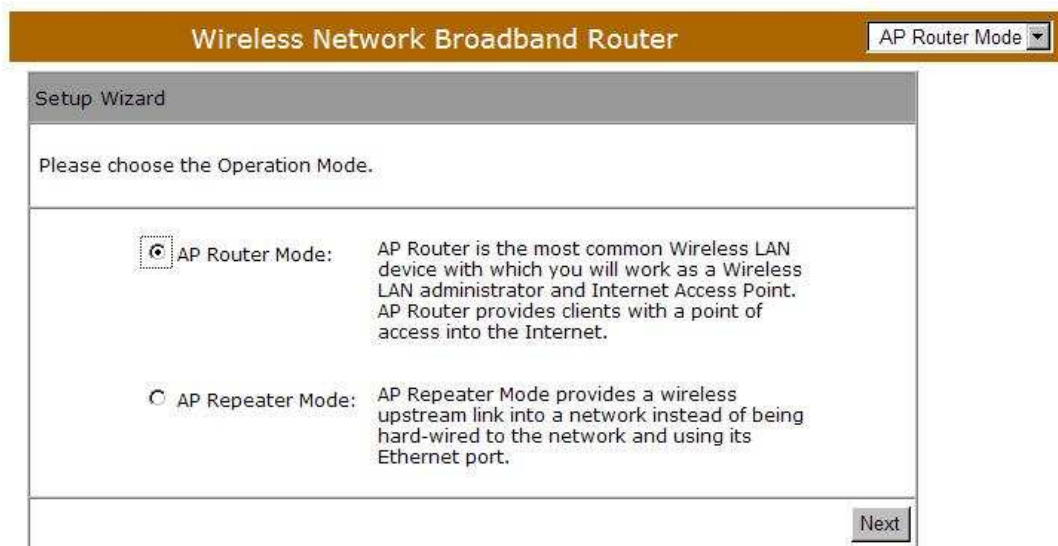 Wireless Network Broadband Router
AP Router Mode
Setup Wizard
Please choose the Operation Mode.
AP Router Mode:
AP Router is the most common Wireless LAN
device with which you will work as a Wireless
LAN administrator and Internet Access Point.
AP Router provides clients with a point of
access into the Internet.
AP Repeater Mode:
AP Repeater Mode provides a wireless
upstream link into a network instead of being
hard-wired to the network and using its
Ethernet port.
Next